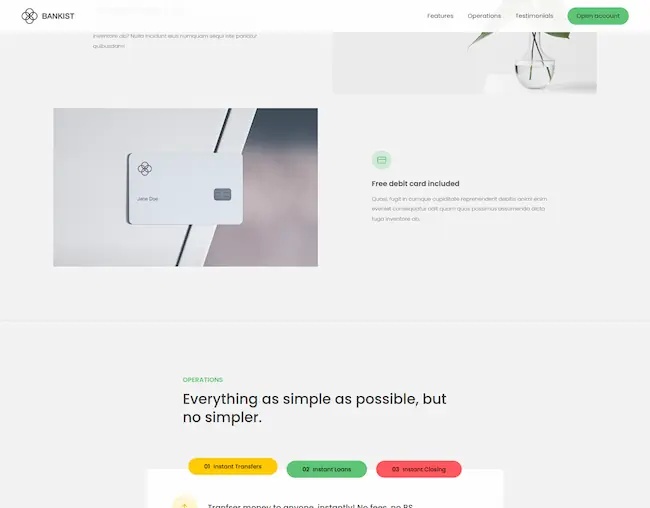 BANKIST
Features
Operations
Testimonials
Open account
inventore ab? Nulla incidunt eius numquam sequi iste pariatur
quibusdam
Jane Doe
Free debit card included
Quasi, fugit in cumque cupiditate reprehenderit debitis animi enim
eveniet consequatur odit quam quos possimus assumenda dicta
fuga inventore ab.
OPERATIONS
Everything as simple as possible, but
no simpler.
01 Instant Transfers
02 Instant Loans
03 Instant Closing
Tranfser money to anyone, instantly! No fees, no BS.